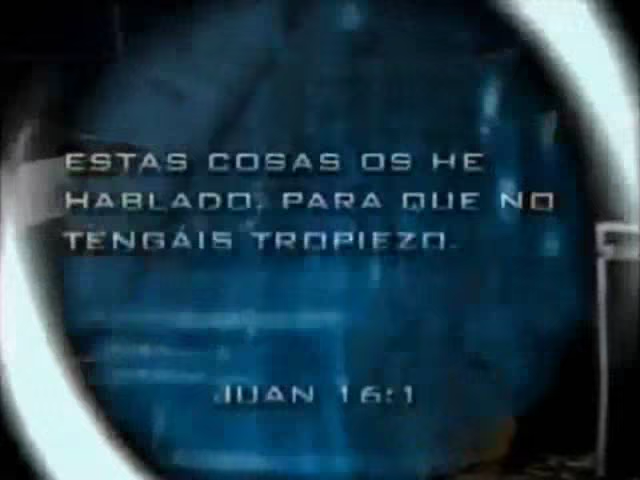 ESTAS COSAS OS HE
HABLADO, PARA QUE NO
TENGÁIS TROPIEZO.
JUAN 16:1